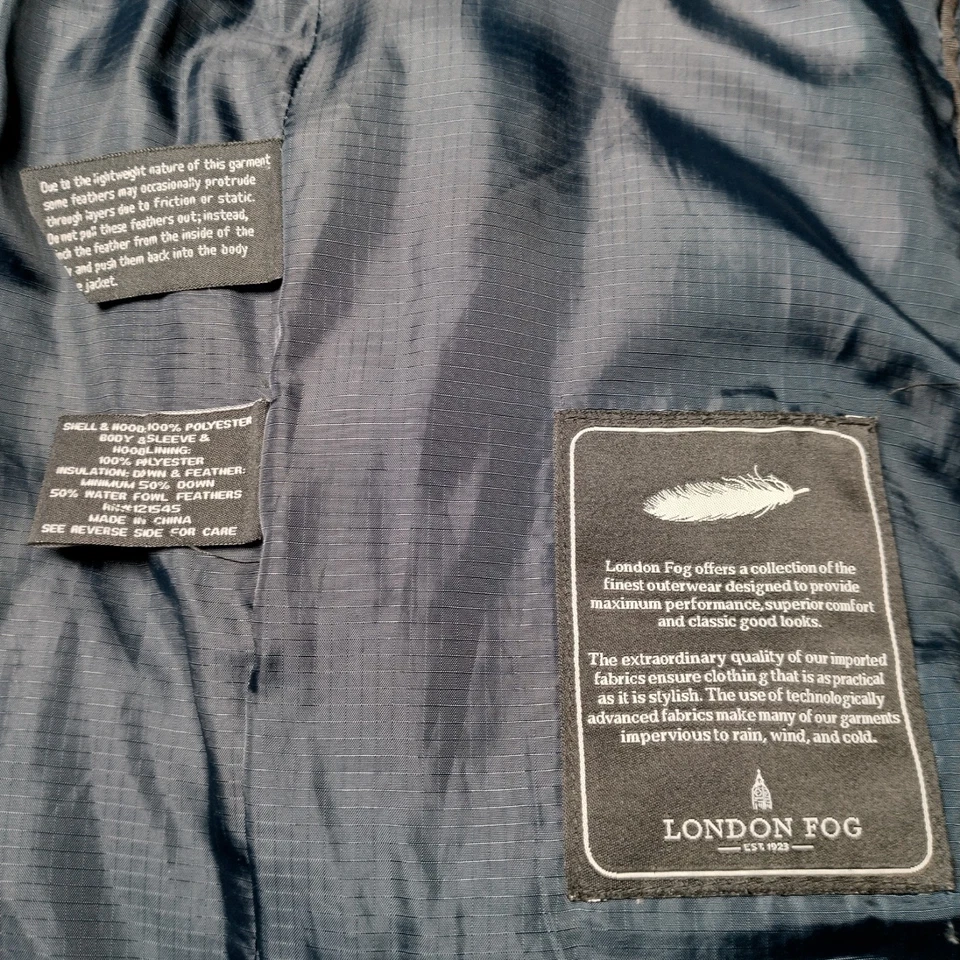 Due to the lightweight nature of this garment
some feathers may occasionally protrude
through layers due to friction or static.
Do not pull these feathers out; instead,
the feather from the inside of the
and push them back into the body
jacket.
SHELL & HOOD: 100% POLYESTER
BODY & SLEEVE &
HOOD LINING:
100% POLYESTER
INSULATION: DOWN & FEATHER:
MINIMUM 50% DOWN
50% WATER FOWL FEATHERS
RN#121545
MADE IN CHINA
SEE REVERSE SIDE FOR CARE
London Fog offers a collection of the
finest outerwear designed to provide
maximum performance, superior comfort
and classic good looks.
The extraordinary quality of our imported
fabrics ensure clothing that is as practical
as it is stylish. The use of technologically
advanced fabrics make many of our garments
impervious to rain, wind, and cold.
LONDON FOG
EST. 1923